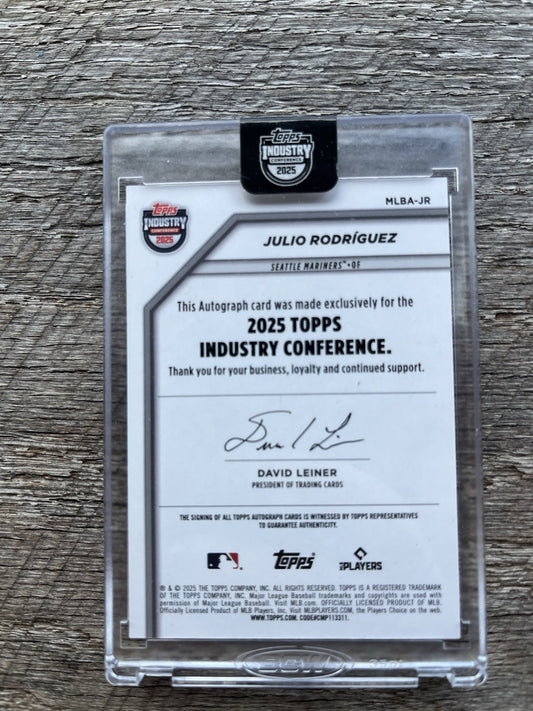 Topps
INDUSTRY
CONFERENCE
2025
MLBA-JR
Topps
INDUSTRY
CONFERENCE
2025
JULIO RODRÍGUEZ
SEATTLE MARINERS™ • OF
This Autograph card was made exclusively for the
2025 TOPPS
INDUSTRY CONFERENCE.
Thank you for your business, loyalty and continued support.
DAVID LEINER
PRESIDENT OF TRADING CARDS
THE SIGNING OF ALL TOPPS AUTOGRAPH CARDS IS WITNESSED BY TOPPS REPRESENTATIVES
TO GUARANTEE AUTHENTICITY.
Topps
PLAYERS
® & © 2025 THE TOPPS COMPANY, INC. ALL RIGHTS RESERVED. TOPPS IS A REGISTERED TRADEMARK
OF THE TOPPS COMPANY, INC. Major League Baseball trademarks and copyrights are used with
permission of Major League Baseball. Visit MLB.com. OFFICIALLY LICENSED PRODUCT OF MLB.
Officially Licensed Product of MLB Players, Inc. Visit MLBPLAYERS.COM, the Players Choice on the web.
WWW.TOPPS.COM. CODE#CMP113311.